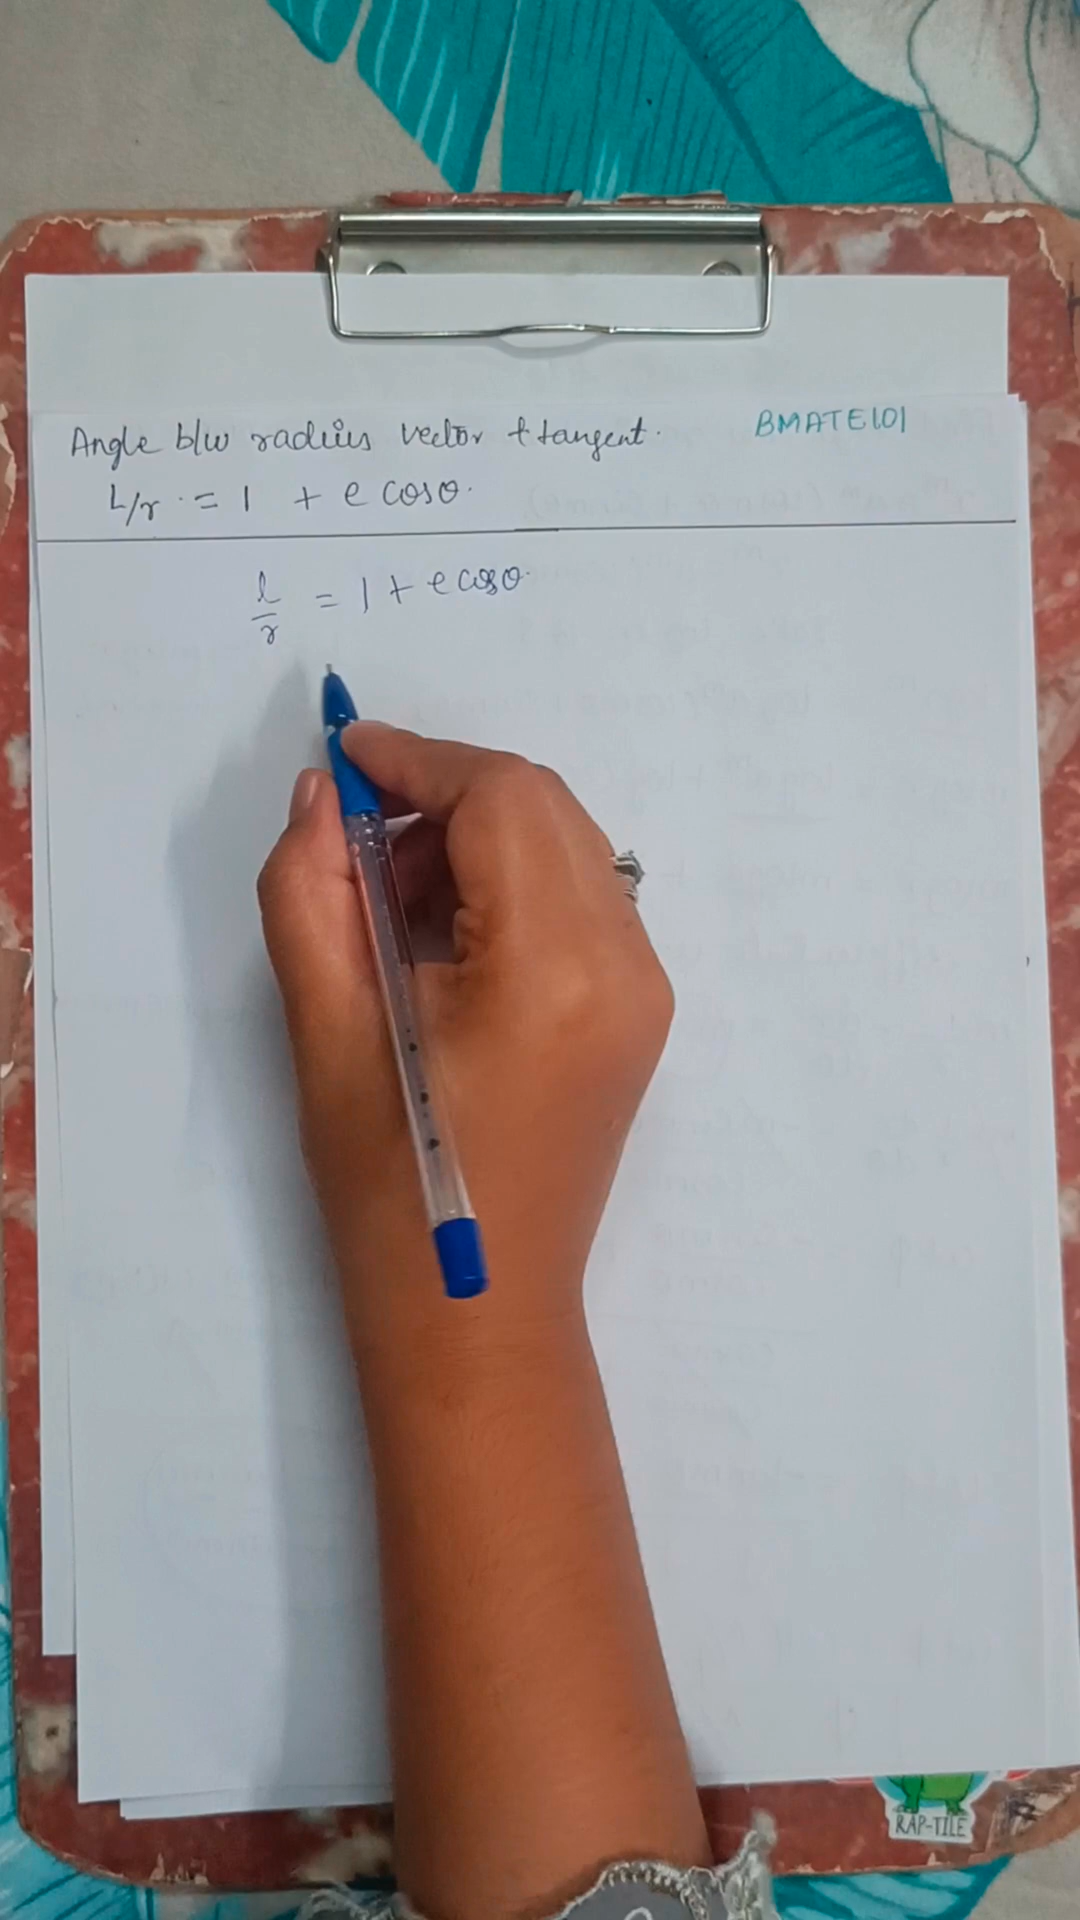 Angle b/w radius vector & tangent. BMATE101
L/r = 1 + e cosθ.
l/r = 1 + e cosθ.
RAP-TILE